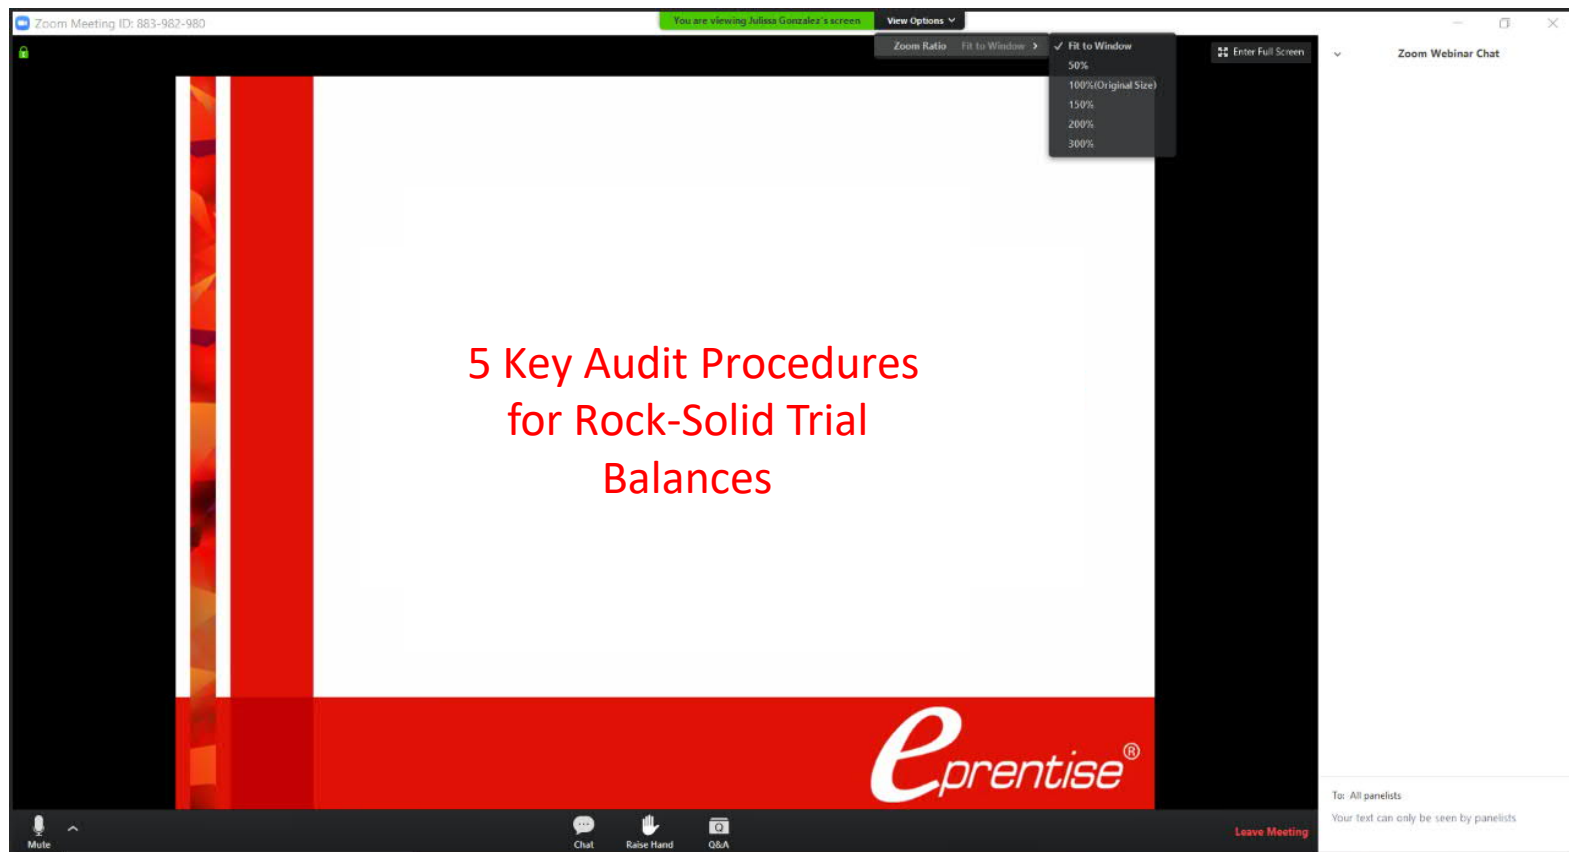 Zoom Meeting ID: 883-982-980
You are viewing Julissa Gonzalez's screen
View Options
Zoom Ratio Fit to Window
Fit to Window
50%
100%(Original Size)
150%
200%
300%
Enter Full Screen
Zoom Webinar Chat
5 Key Audit Procedures
for Rock-Solid Trial
Balances
eprentise®
To: All panelists
Your text can only be seen by panelists
Mute
Chat
Raise Hand
Q
Q&A
Leave Meeting